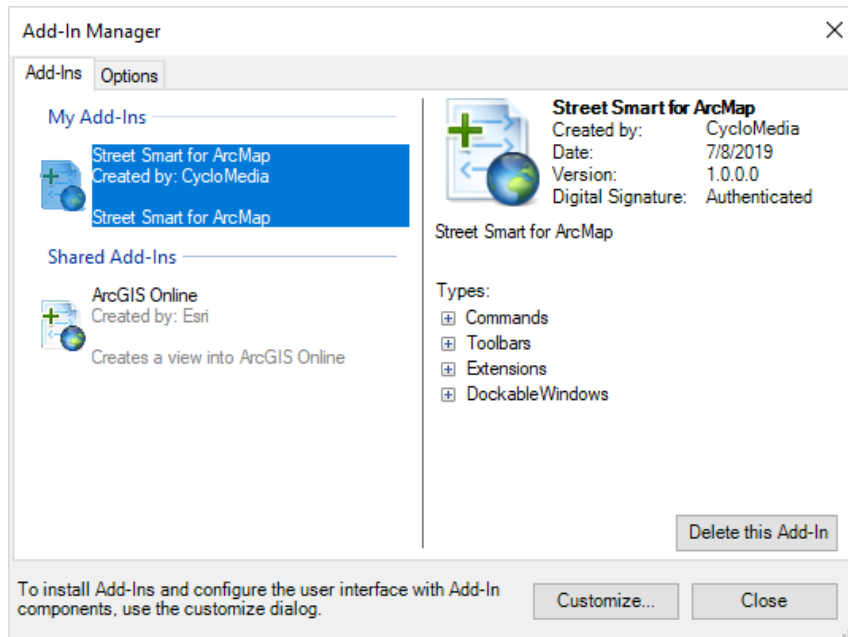 Add-In Manager
Add-Ins
Options
My Add-Ins
Street Smart for ArcMap
Created by: CycloMedia
Street Smart for ArcMap
Shared Add-Ins
ArcGIS Online
Created by: Esri
Creates a view into ArcGIS Online
Street Smart for ArcMap
Created by: CycloMedia
Date: 7/8/2019
Version: 1.0.0.0
Digital Signature: Authenticated
Street Smart for ArcMap
Types:
Commands
Toolbars
Extensions
DockableWindows
Delete this Add-In
To install Add-Ins and configure the user interface with Add-In
components, use the customize dialog.
Customize...
Close